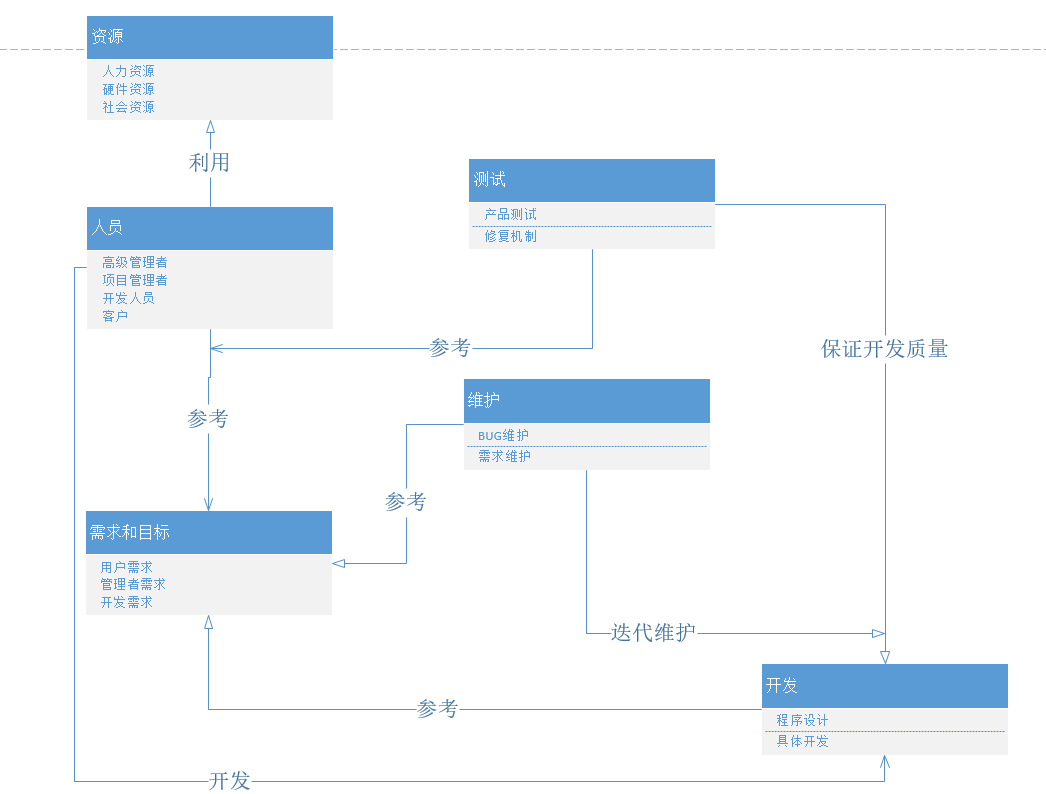 资源
人力资源
硬件资源
社会资源
利用
测试
产品测试
修复机制
人员
高级管理者
项目管理者
开发人员
客户
参考
保证开发质量
维护
BUG维护
需求维护
参考
参考
需求和目标
用户需求
管理者需求
开发需求
迭代维护
开发
程序设计
具体开发
参考
开发